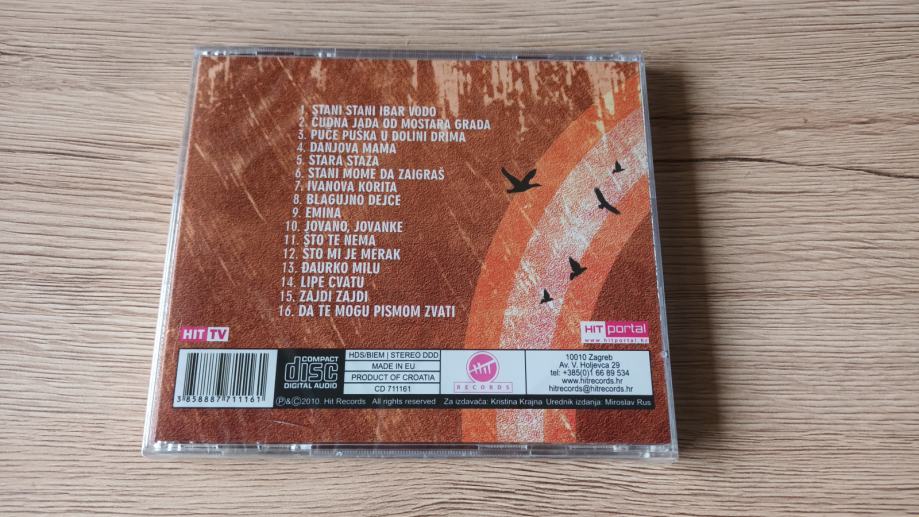 1. STANI STANI IBAR VODO
2. ČUDNA JADA OD MOSTARA GRADA
3. PUČE PUŠKA U DOLINI DRIMA
4. DANJOVA MAMA
5. STARA STAZA
6. STANI MOME DA ZAIGRAŠ
7. IVANOVA KORITA
8. BLAGUJNO DEJCE
9. EMINA
10. JOVANO, JOVANKE
11. ŠTO TE NEMA
12. ŠTO MI JE MERAK
13. ĐAURKO MILU
14. LIPE CVATU
15. ZAJDI ZAJDI
16. DA TE MOGU PISMOM ZVATI
HIT TV
HIT portal
www.hitportal.hr
3 858887 711161
COMPACT
disc
DIGITAL AUDIO
HDS/BIEM | STEREO DDD
MADE IN EU
PRODUCT OF CROATIA
CD 711161
HIT
RECORDS
10010 Zagreb
Av. V. Holjevca 29
tel: +385(0)1 66 89 534
www.hitrecords.hr
hitrecords@hitrecords.hr
℗&©2010. Hit Records All rights reserved Za izdavača: Kristina Krajna Urednik izdanja: Miroslav Rus